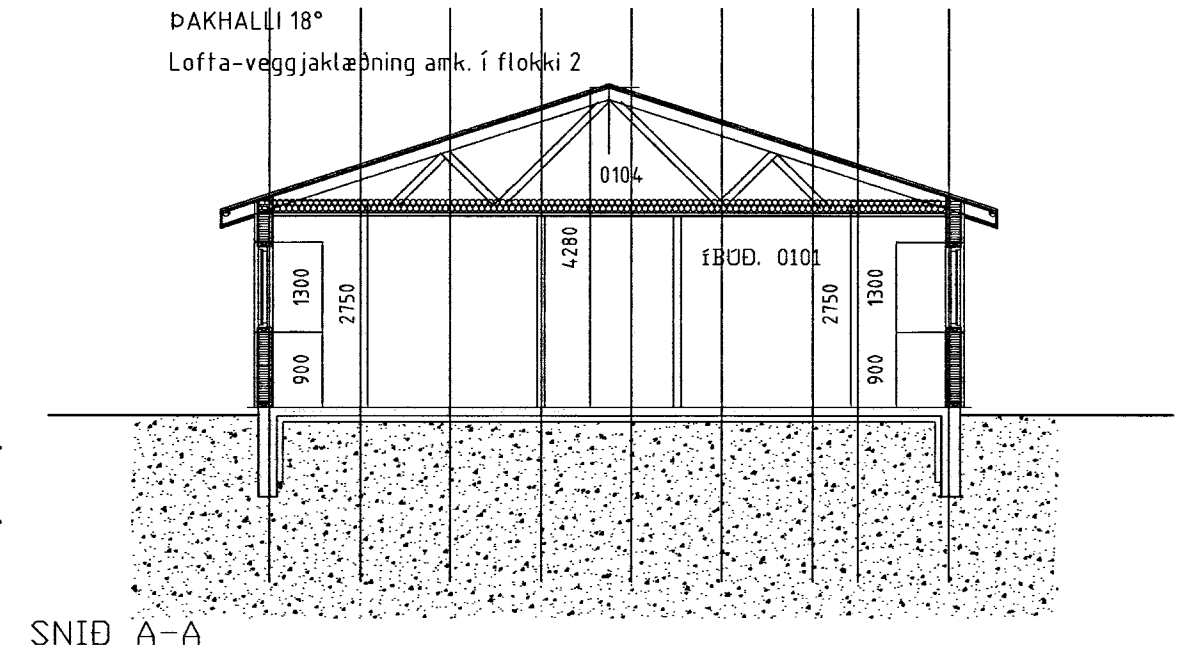 ÞAKHALLI 18°
Lofta-veggjaklæðning amk. í flokki 2
0104
4280
íBÚÐ. 0101
1300
2750
2750
1300
900
900
SNIÐ A-A